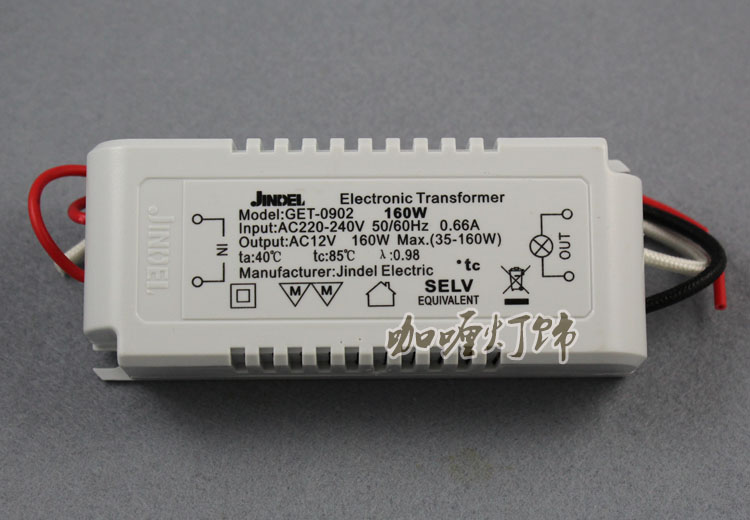 JINDEL Electronic Transformer
Model:GET-0902 160W
Input:AC220-240V 50/60Hz 0.66A
Output:AC12V 160W Max.(35-160W)
ta:40℃ tc:85℃ λ:0.98
Manufacturer:Jindel Electric
•tc
IN
OUT
M M
SELV
EQUIVALENT
JINDEL
咖喱灯饰